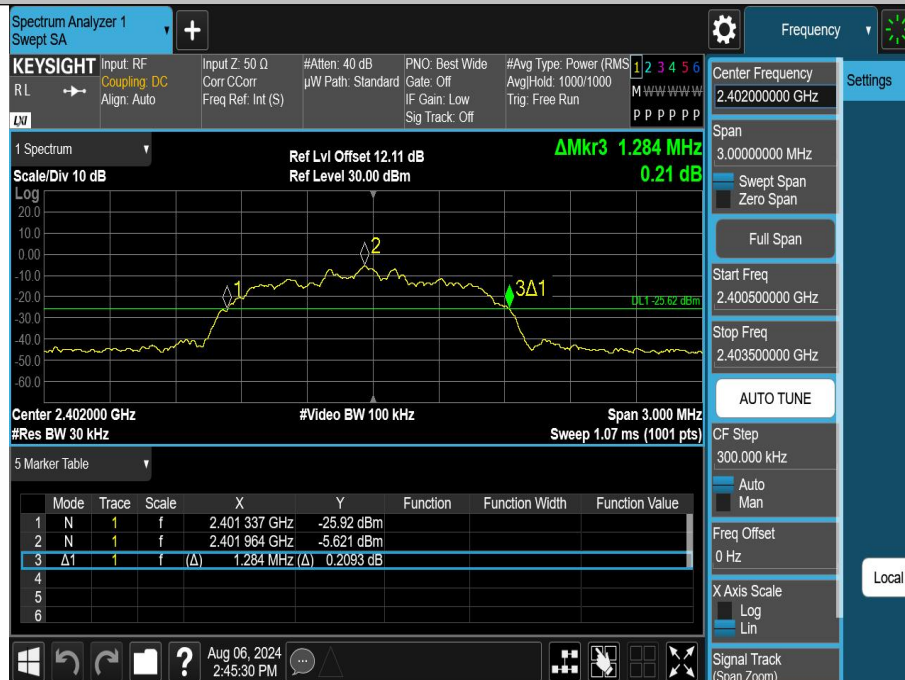 Spectrum Analyzer 1
Swept SA
+
Frequency
KEYSIGHT
RL
LXI
Input: RF
Coupling: DC
Align: Auto
Input Z: 50 Ω
Corr CCorr
Freq Ref: Int (S)
#Atten: 40 dB
µW Path: Standard
PNO: Best Wide
Gate: Off
IF Gain: Low
Sig Track: Off
#Avg Type: Power (RMS
Avg|Hold: 1000/1000
Trig: Free Run
1 2 3 4 5 6
M W W W W W
P P P P P P
1 Spectrum
Scale/Div 10 dB
Ref Lvl Offset 12.11 dB
Ref Level 30.00 dBm
ΔMkr3 1.284 MHz
0.21 dB
Log
20.0
10.0
0.00
-10.0
-20.0
-30.0
-40.0
-50.0
-60.0
1
2
3Δ1
DL1 -25.62 dBm
Center 2.402000 GHz
#Res BW 30 kHz
#Video BW 100 kHz
Span 3.000 MHz
Sweep 1.07 ms (1001 pts)
5 Marker Table
Mode Trace Scale X Y Function Function Width Function Value
1 N 1 f 2.401 337 GHz -25.92 dBm
2 N 1 f 2.401 964 GHz -5.621 dBm
3 Δ1 1 f (Δ) 1.284 MHz (Δ) 0.2093 dB
4
5
6
?
Aug 06, 2024
2:45:30 PM
Center Frequency
2.402000000 GHz
Settings
Span
3.00000000 MHz
Swept Span
Zero Span
Full Span
Start Freq
2.400500000 GHz
Stop Freq
2.403500000 GHz
AUTO TUNE
CF Step
300.000 kHz
Auto
Man
Freq Offset
0 Hz
Local
X Axis Scale
Log
Lin
Signal Track
(Span Zoom)